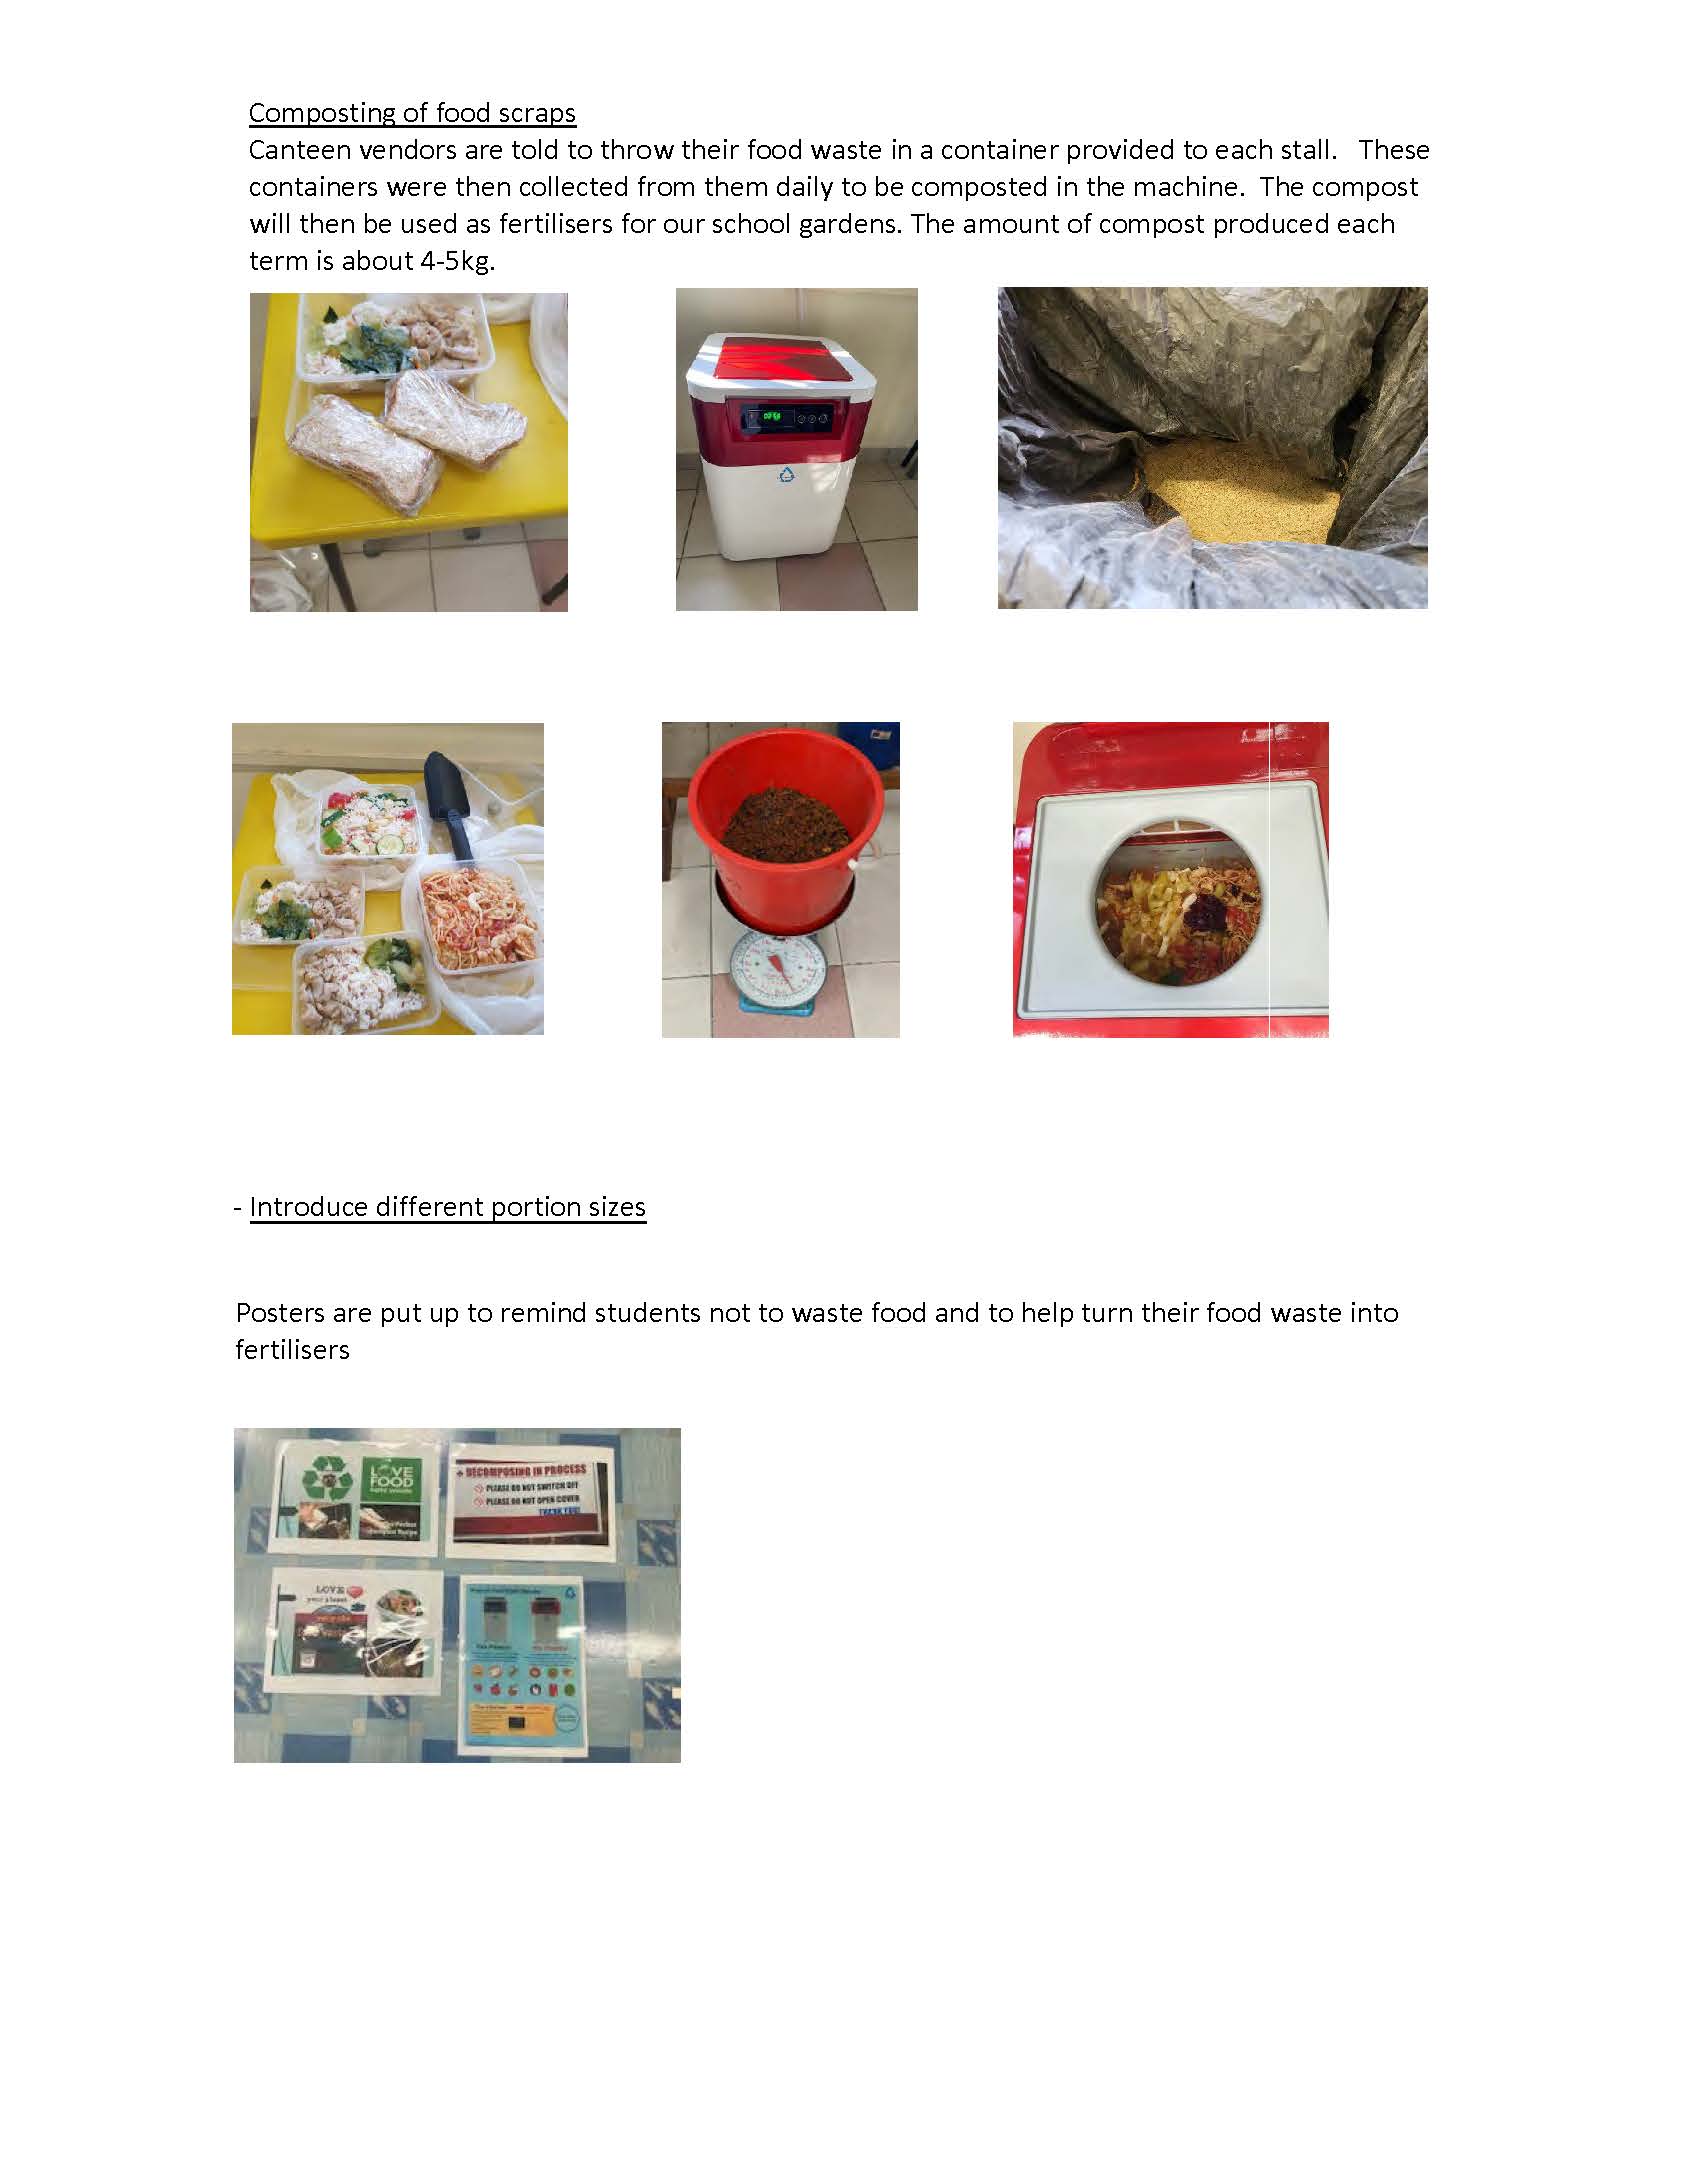 Composting of food scraps
Canteen vendors are told to throw their food waste in a container provided to each stall. These
containers were then collected from them daily to be composted in the machine. The compost
will then be used as fertilisers for our school gardens. The amount of compost produced each
term is about 4-5kg.
- Introduce different portion sizes
Posters are put up to remind students not to waste food and to help turn their food waste into
fertilisers
LOVE
FOOD
DECOMPOSING IN PROCESS
PLEASE DO NOT SWITCH OFF
PLEASE DO NOT OPEN COVER
THANK YOU
LOVE